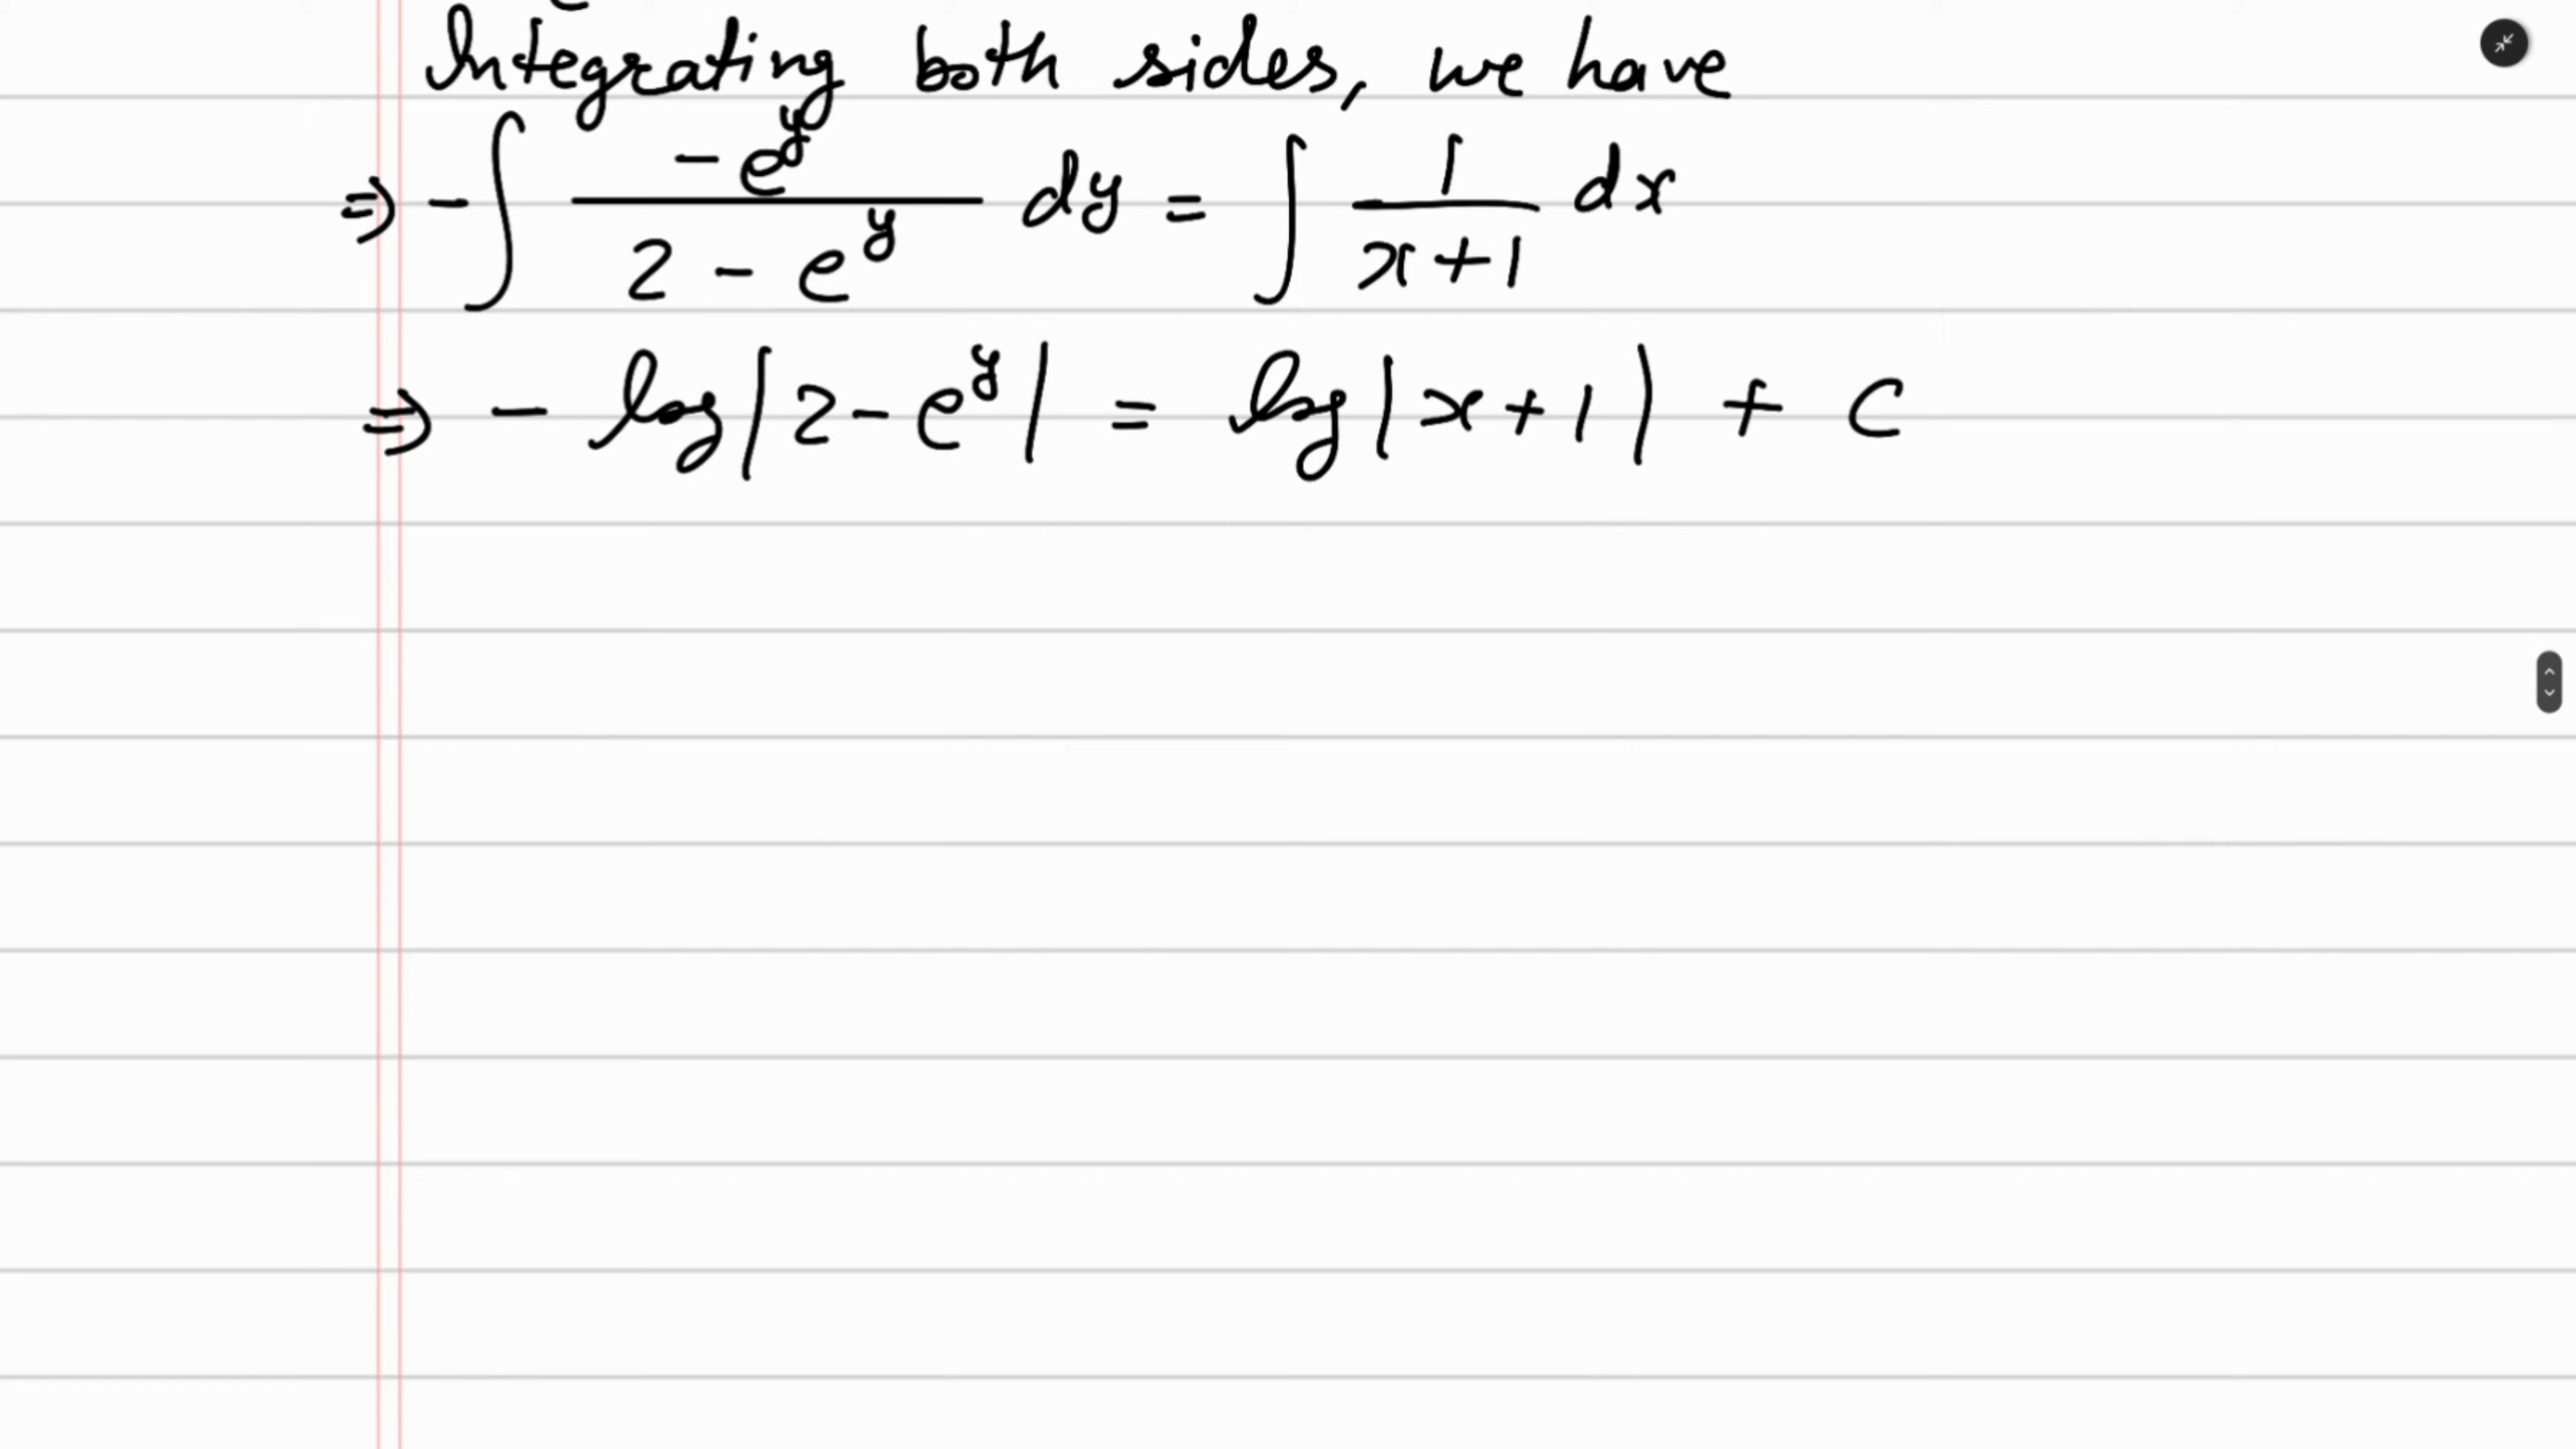 Integrating both sides, we have
⇒ -∫ -e^y / (2 - e^y) dy = ∫ 1/(x+1) dx
⇒ - log|2-e^y| = log|x+1| + C